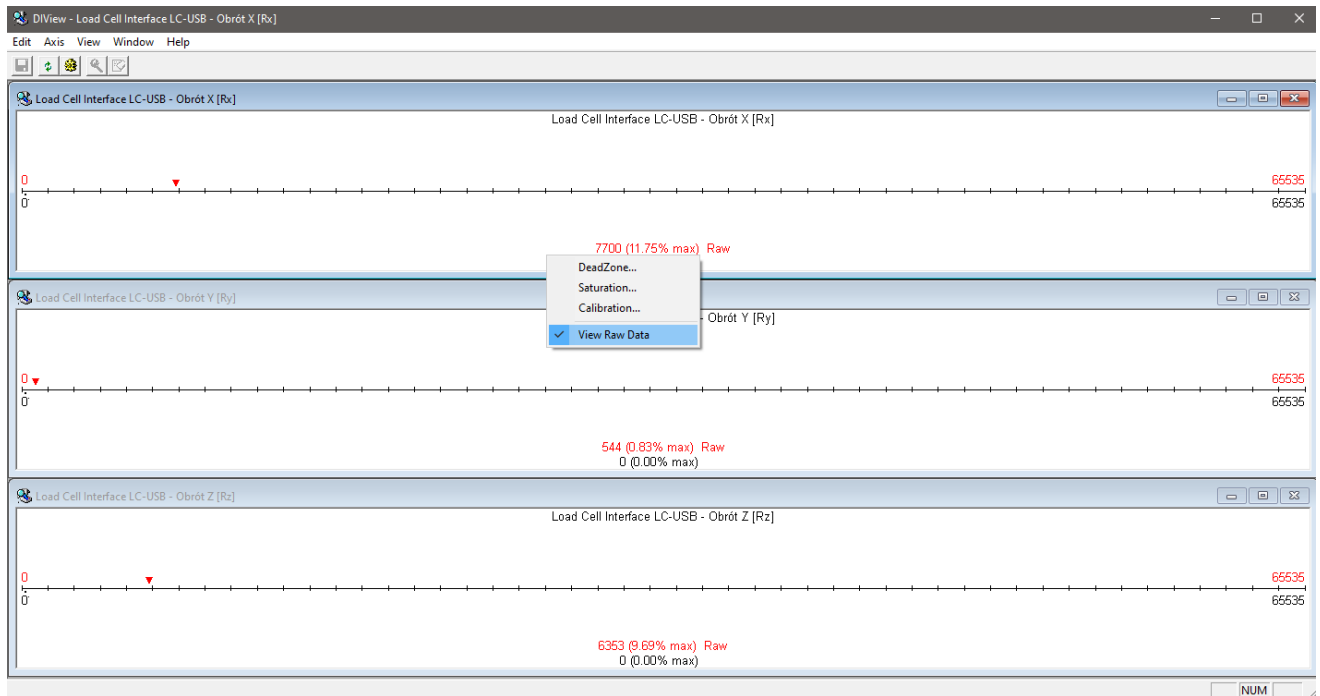 DIView - Load Cell Interface LC-USB - Obrót X [Rx]
Edit Axis View Window Help
Load Cell Interface LC-USB - Obrót X [Rx]
Load Cell Interface LC-USB - Obrót X [Rx]
0 65535
0 65535
7700 (11.75% max) Raw
DeadZone...
Saturation...
Calibration...
View Raw Data
Load Cell Interface LC-USB - Obrót Y [Ry]
- Obrót Y [Ry]
0 65535
0 65535
544 (0.83% max) Raw
0 (0.00% max)
Load Cell Interface LC-USB - Obrót Z [Rz]
Load Cell Interface LC-USB - Obrót Z [Rz]
0 65535
0 65535
6353 (9.69% max) Raw
0 (0.00% max)
NUM